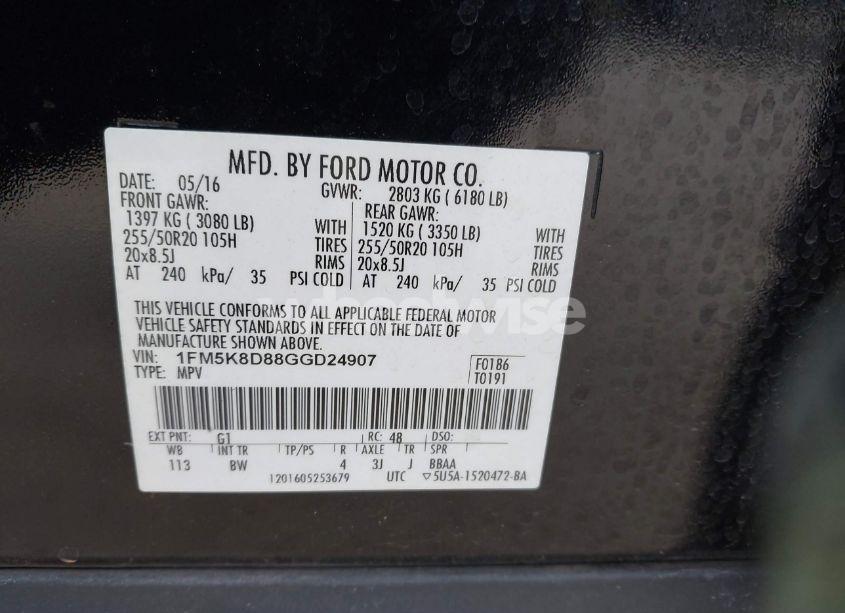 MFD. BY FORD MOTOR CO.
DATE: 05/16 GVWR: 2803 KG ( 6180 LB)
FRONT GAWR: REAR GAWR:
1397 KG ( 3080 LB) WITH 1520 KG ( 3350 LB) WITH
255/50R20 105H TIRES 255/50R20 105H TIRES
20x8.5J RIMS 20x8.5J RIMS
AT 240 kPa/ 35 PSI COLD AT 240 kPa/ 35 PSI COLD
THIS VEHICLE CONFORMS TO ALL APPLICABLE FEDERAL MOTOR
VEHICLE SAFETY STANDARDS IN EFFECT ON THE DATE OF
MANUFACTURE SHOWN ABOVE.
VIN: 1FM5K8D88GGD24907 F0186
TYPE: MPV T0191
EXT PNT: G1 RC: 48 DSO:
WB INT TR TP/PS R AXLE TR SPR
113 BW 4 3J J BBAA
1201605253679 UTC ▽5U5A-1520472-BA